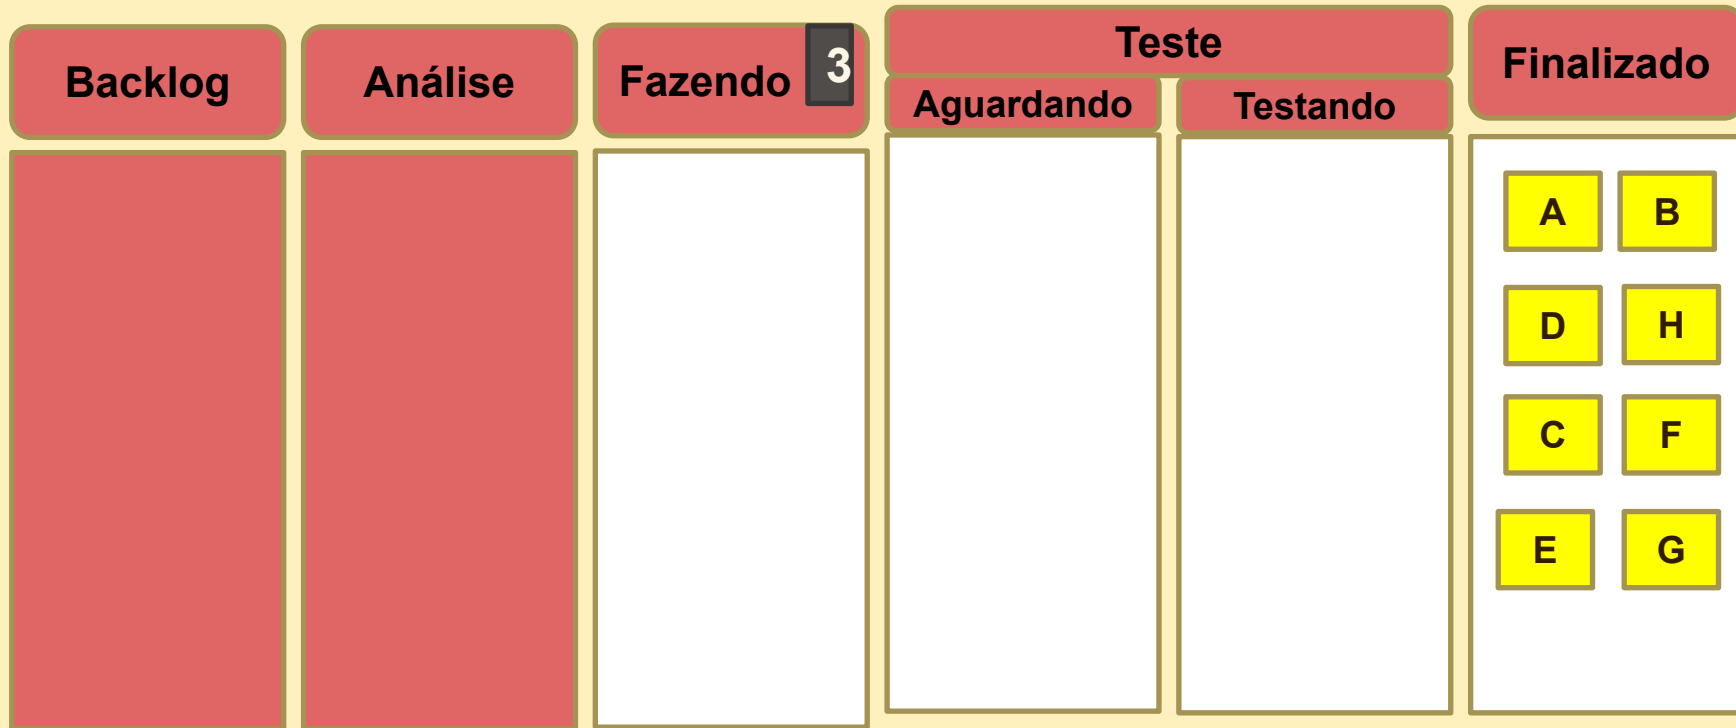 Backlog
Análise
Fazendo 3
Teste
Aguardando
Testando
Finalizado
A B
D H
C F
E G